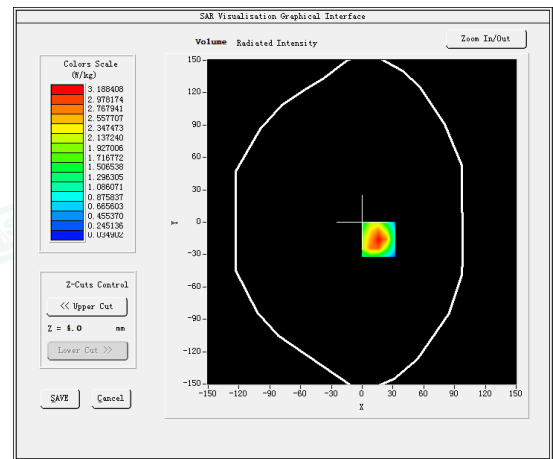 SAR Visualisation Graphical Interface
Volume Radiated Intensity
Zoom In/Out
Colors Scale
(W/kg)
3.188408
2.978174
2.767941
2.557707
2.347473
2.137240
1.927006
1.716772
1.506538
1.296305
1.086071
0.875837
0.665603
0.455370
0.245136
0.034902
150
90
60
30
0
-30
-60
-90
-120
-150
Y
-150 -120 -90 -60 -30 0 30 60 90 120 150
X
Z-Cuts Control
<< Upper Cut
Z = 4.0 mm
Lower Cut >>
SAVE Cancel